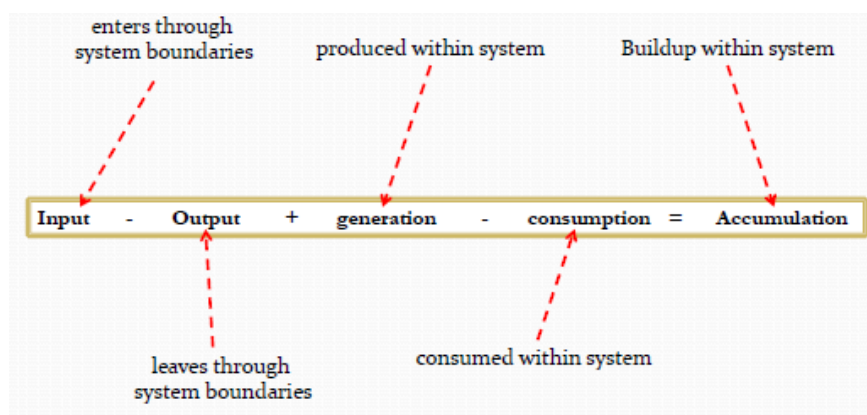 enters through
system boundaries
produced within system
Buildup within system
Input - Output + generation - consumption = Accumulation
leaves through
system boundaries
consumed within system